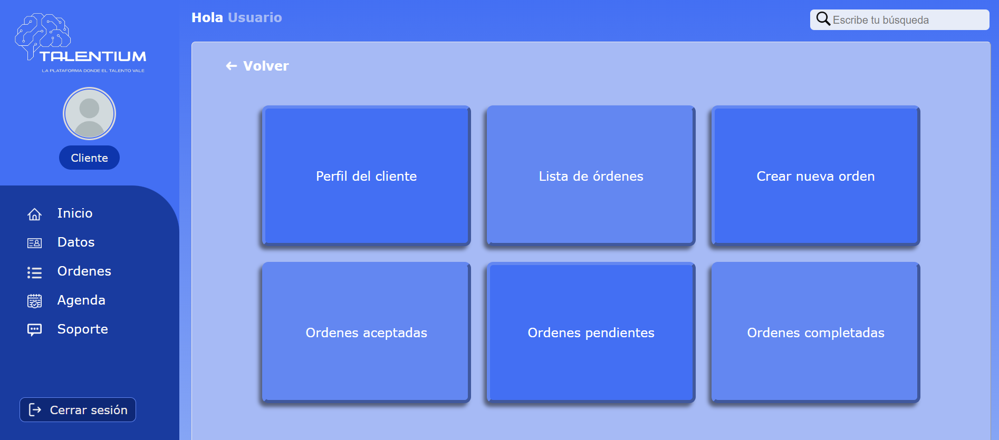 TALENTIUM
LA PLATAFORMA DONDE EL TALENTO VALE
Cliente
Inicio
Datos
Ordenes
Agenda
Soporte
Cerrar sesión
Hola Usuario
Escribe tu búsqueda
Volver
Perfil del cliente
Lista de órdenes
Crear nueva orden
Ordenes aceptadas
Ordenes pendientes
Ordenes completadas